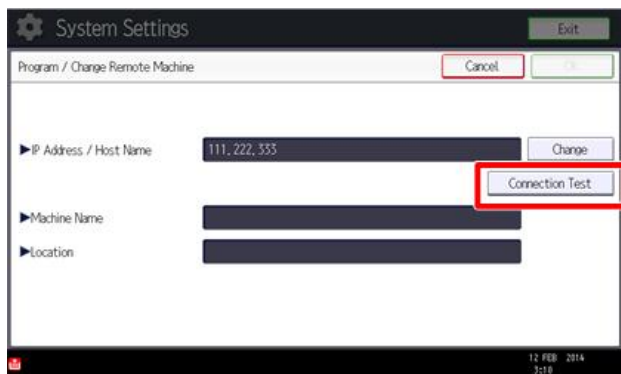 System Settings
Exit
Program / Change Remote Machine
Cancel
►IP Address / Host Name
111.222.333
Change
Connection Test
►Machine Name
►Location
12 FEB 2014
3:10